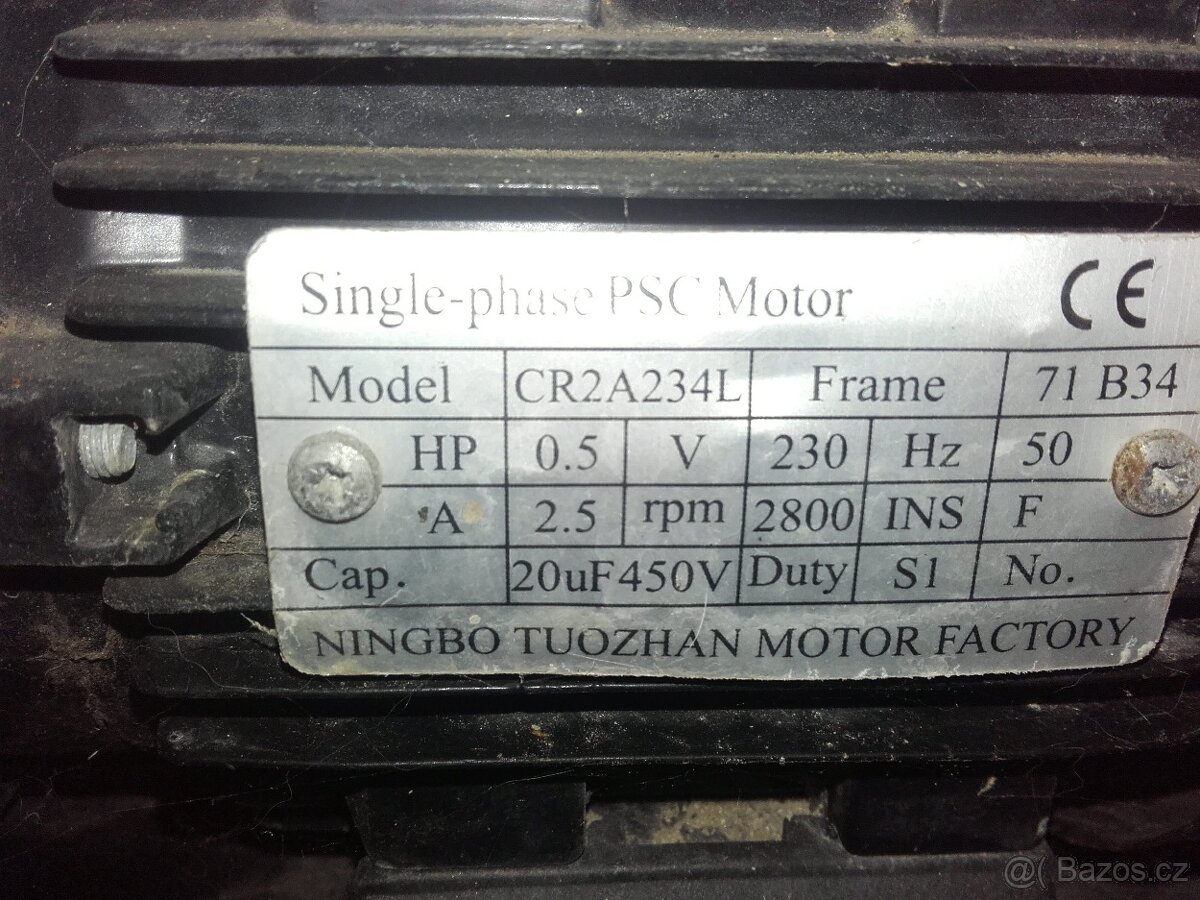 Single-phase PSC Motor CE
Model CR2A234L Frame 71 B34
HP 0.5 V 230 Hz 50
A 2.5 rpm 2800 INS F
Cap. 20uF450V Duty S1 No.
NINGBO TUOZHAN MOTOR FACTORY
@( Bazos.cz